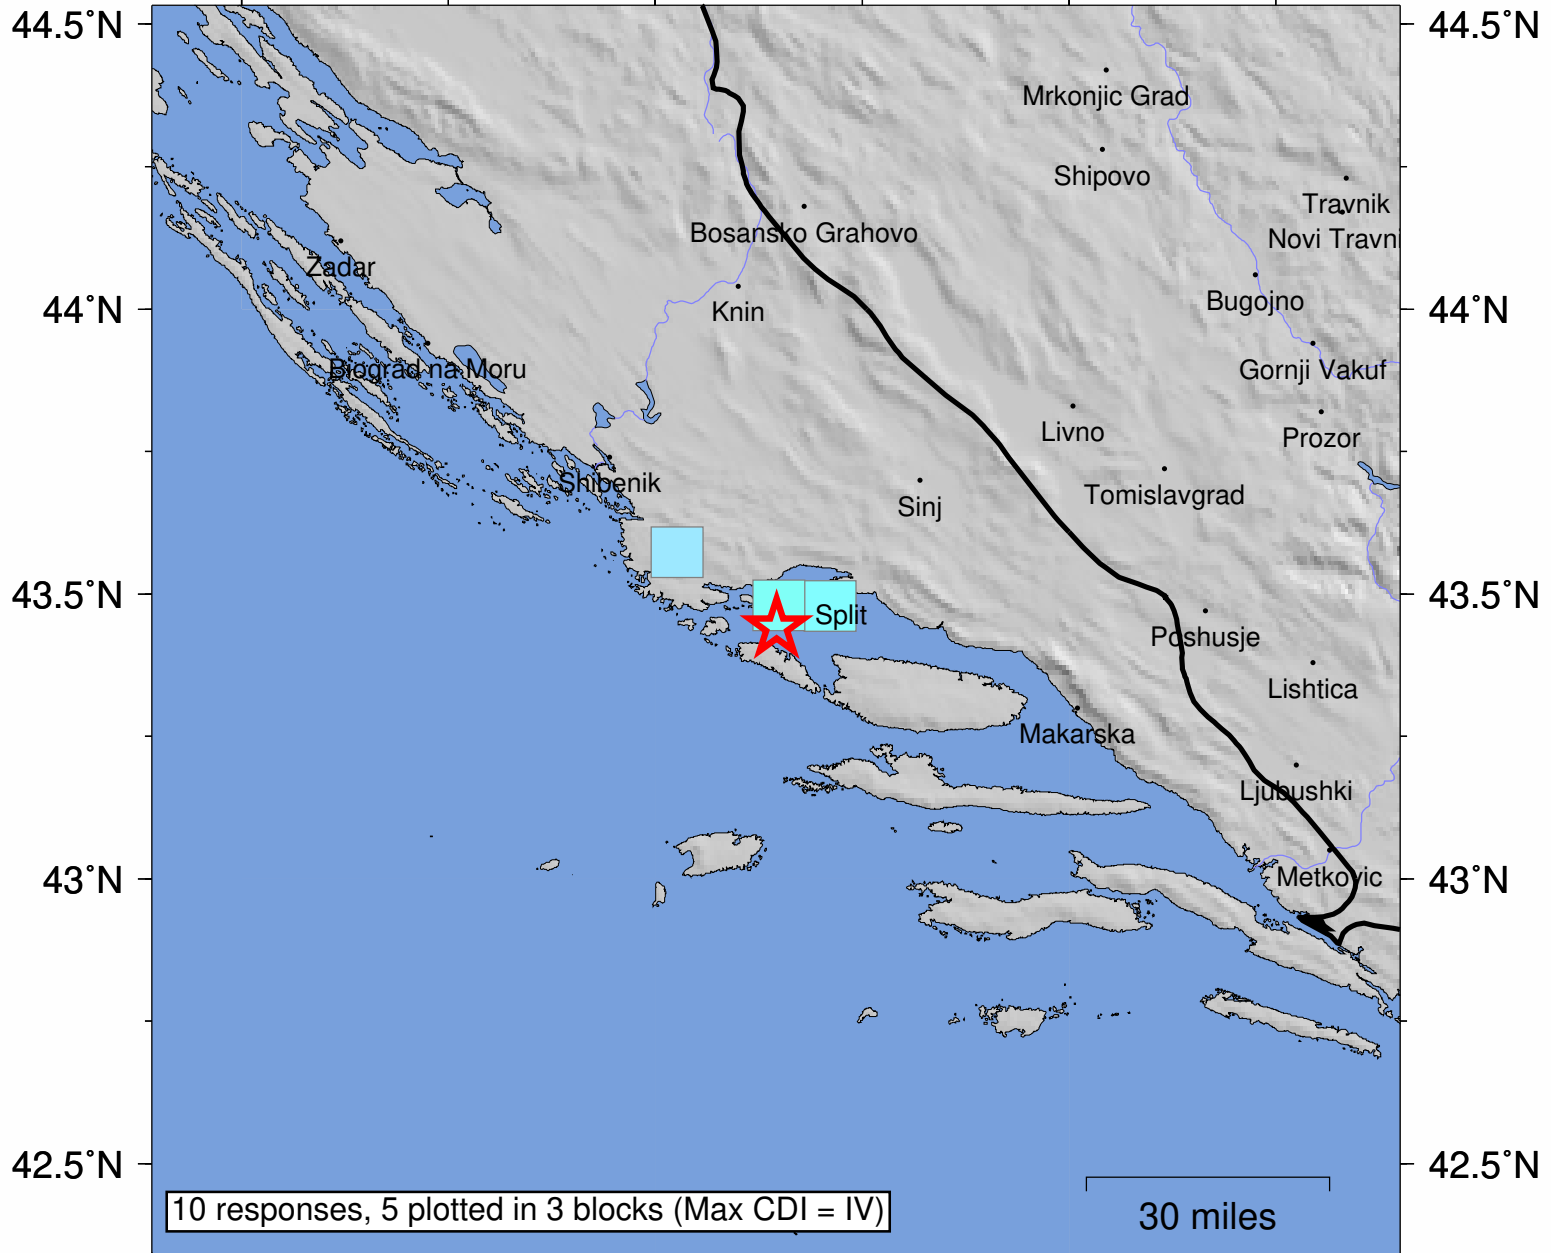 44.5˚N
44.5˚N
Mrkonjic Grad
Shipovo
Travnik
Novi Travni
Bosansko Grahovo
Zadar
Bugojno
44˚N
44˚N
Knin
Biograd na Moru
Gornji Vakuf
Livno
Prozor
Shibenik
Tomislavgrad
Sinj
43.5˚N
43.5˚N
Split
Poshusje
Lishtica
Makarska
Ljubushki
43˚N
43˚N
Metkovic
42.5˚N
42.5˚N
10 responses, 5 plotted in 3 blocks (Max CDI = IV)
30 miles